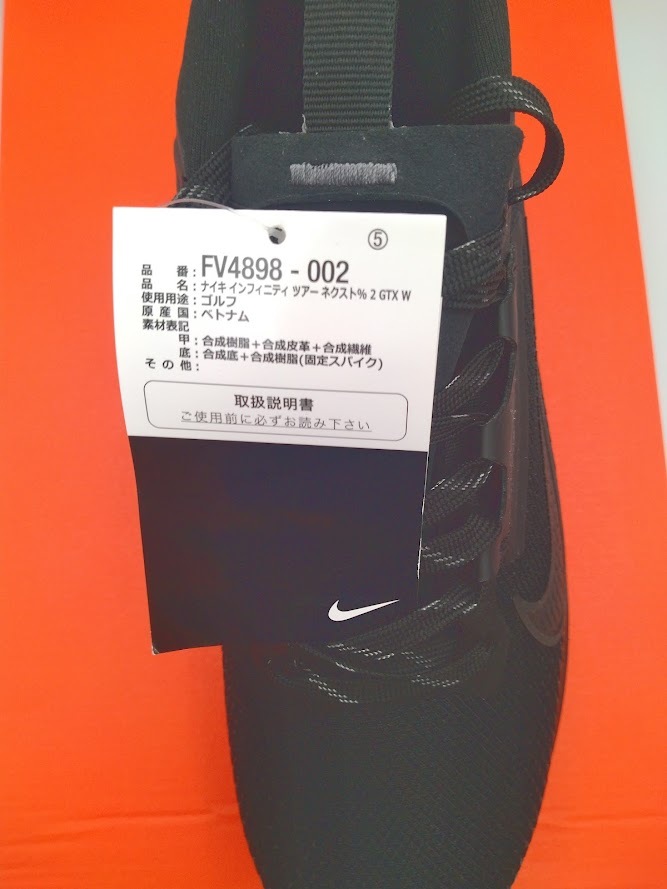 ⑤
品 番：FV4898 - 002
品 名：ナイキ インフィニティ ツアー ネクスト% 2 GTX W
使用用途：ゴルフ
原 産 国：ベトナム
素材表記
甲：合成樹脂＋合成皮革＋合成繊維
底：合成底＋合成樹脂(固定スパイク)
そ の 他：
取扱説明書
ご使用前に必ずお読み下さい